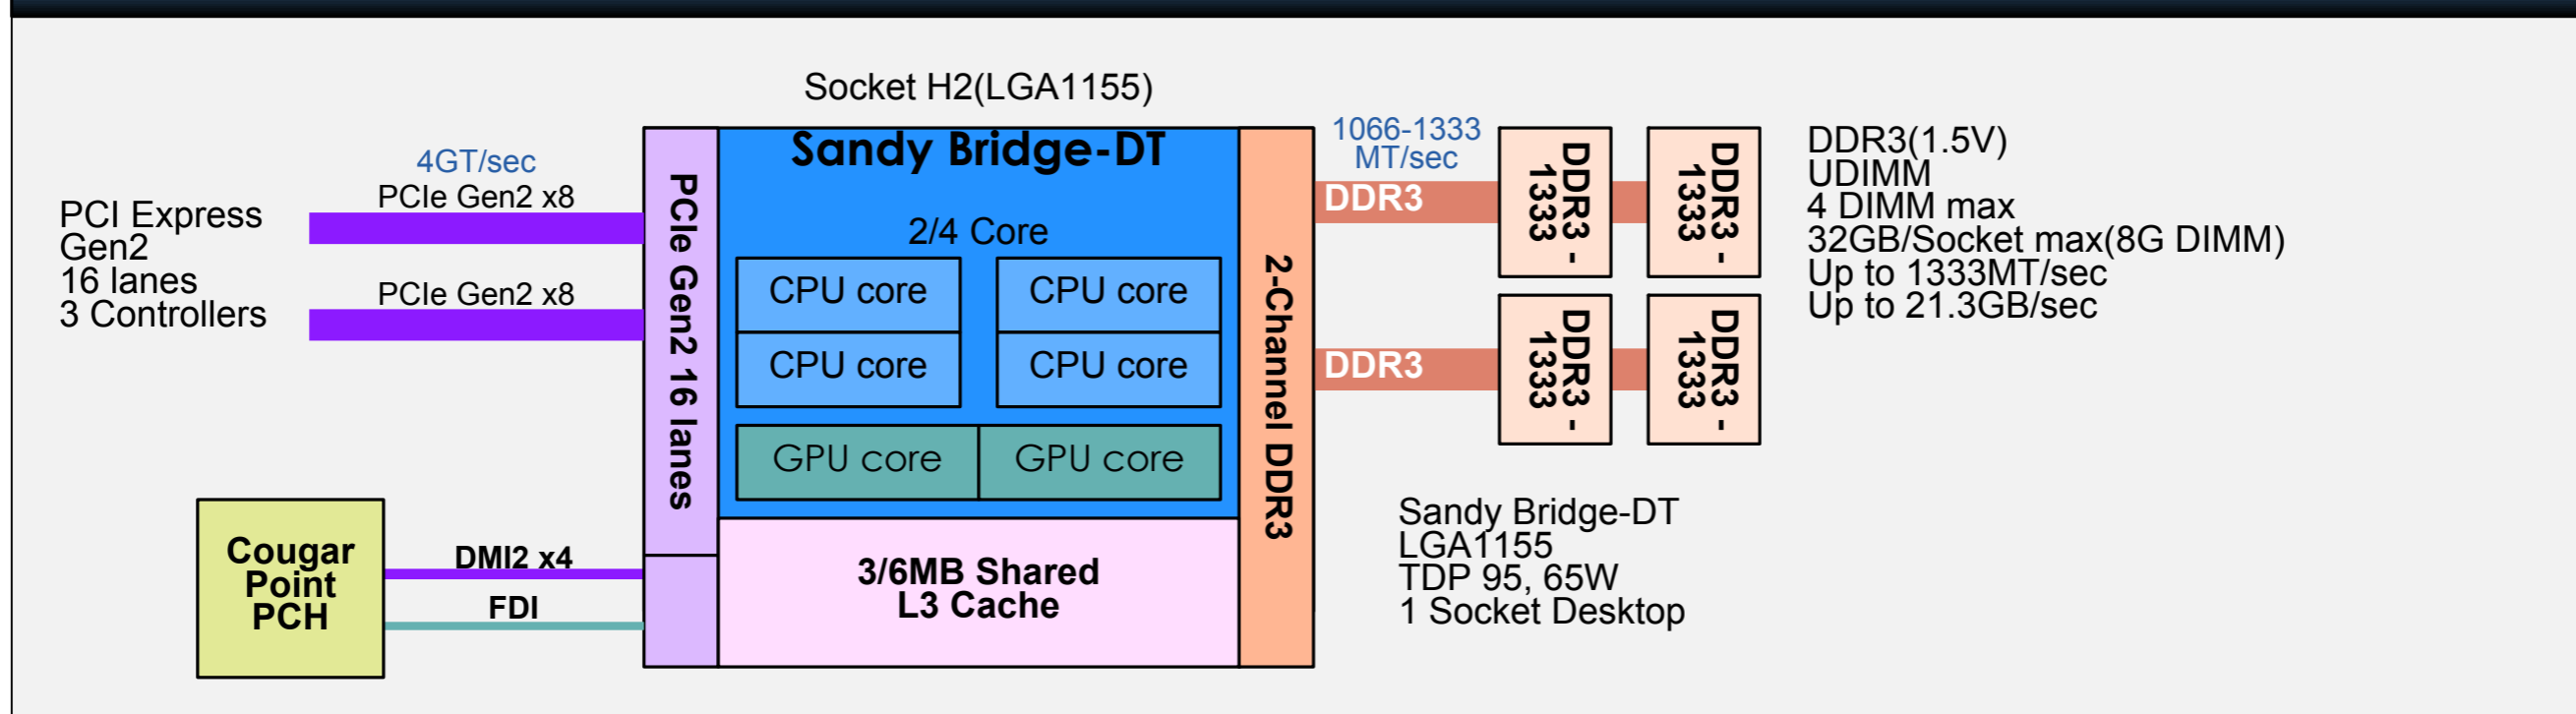 Socket H2(LGA1155)
PCI Express
Gen2
16 lanes
3 Controllers
4GT/sec
PCIe Gen2 x8
PCIe Gen2 x8
PCIe Gen2 16 lanes
Sandy Bridge-DT
2/4 Core
CPU core
CPU core
CPU core
CPU core
GPU core
GPU core
3/6MB Shared
L3 Cache
2-Channel DDR3
1066-1333
MT/sec
DDR3
DDR3 -
1333
DDR3 -
1333
DDR3
DDR3 -
1333
DDR3 -
1333
DDR3(1.5V)
UDIMM
4 DIMM max
32GB/Socket max(8G DIMM)
Up to 1333MT/sec
Up to 21.3GB/sec
Cougar
Point
PCH
DMI2 x4
FDI
Sandy Bridge-DT
LGA1155
TDP 95, 65W
1 Socket Desktop